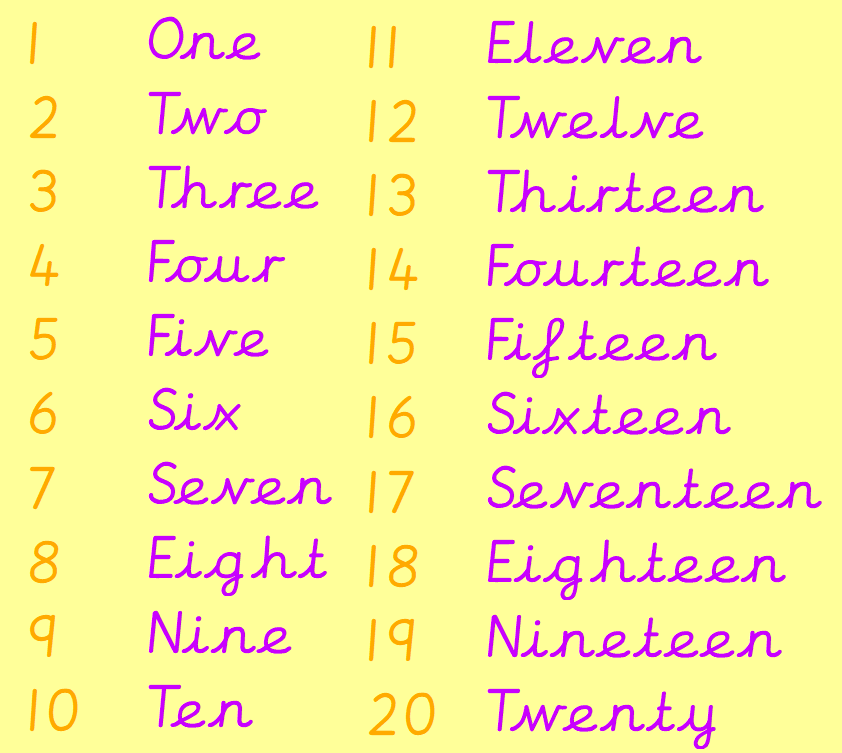 1 One 11 Eleven
2 Two 12 Twelve
3 Three 13 Thirteen
4 Four 14 Fourteen
5 Five 15 Fifteen
6 Six 16 Sixteen
7 Seven 17 Seventeen
8 Eight 18 Eighteen
9 Nine 19 Nineteen
10 Ten 20 Twenty